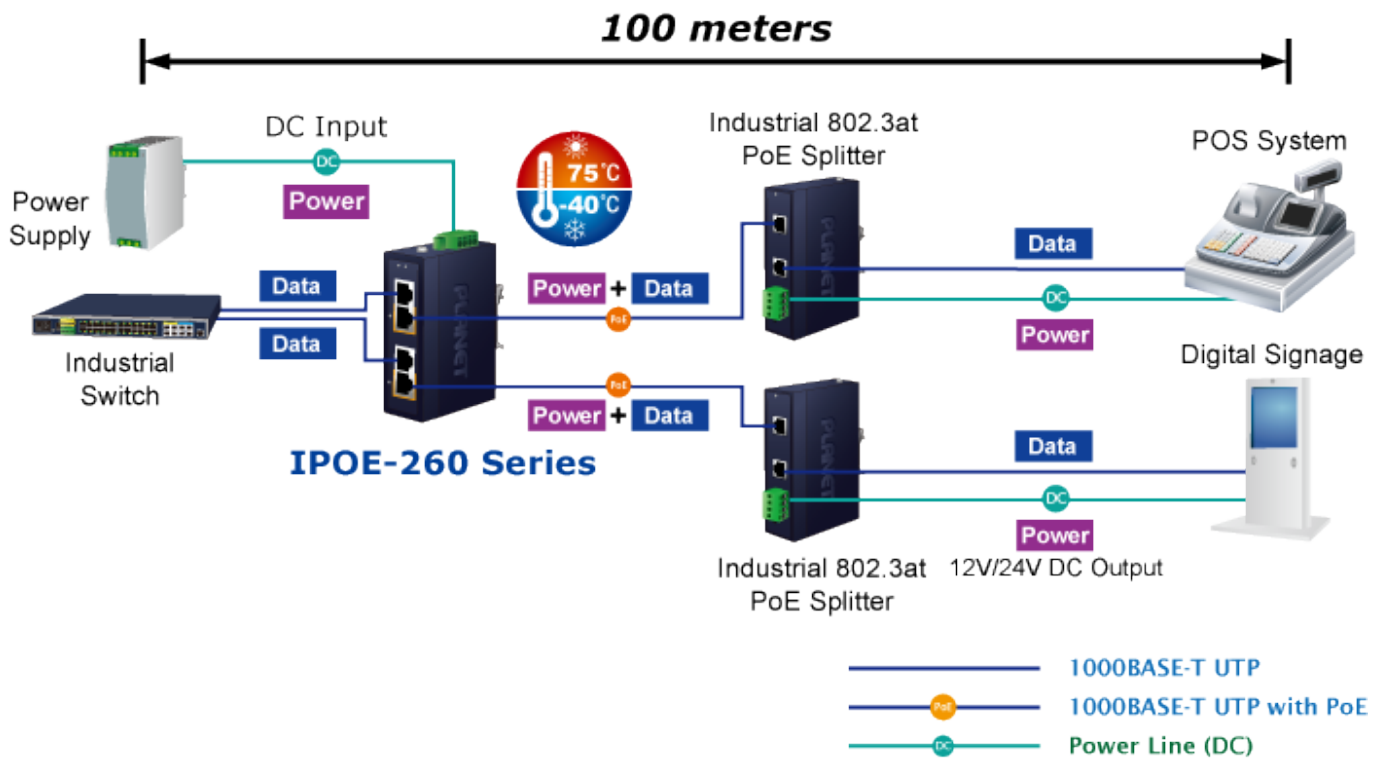 100 meters
DC Input
DC
Power
Power
Supply
75°C
-40°C
Industrial 802.3at
PoE Splitter
POS System
Data
Data
Industrial
Switch
PLANET
IPOE-260 Series
Power + Data
PoE
PoE
Power + Data
PLANET
Data
DC
Power
Digital Signage
PLANET
Data
DC
Power
Industrial 802.3at
PoE Splitter
12V/24V DC Output
1000BASE-T UTP
PoE
1000BASE-T UTP with PoE
DC
Power Line (DC)